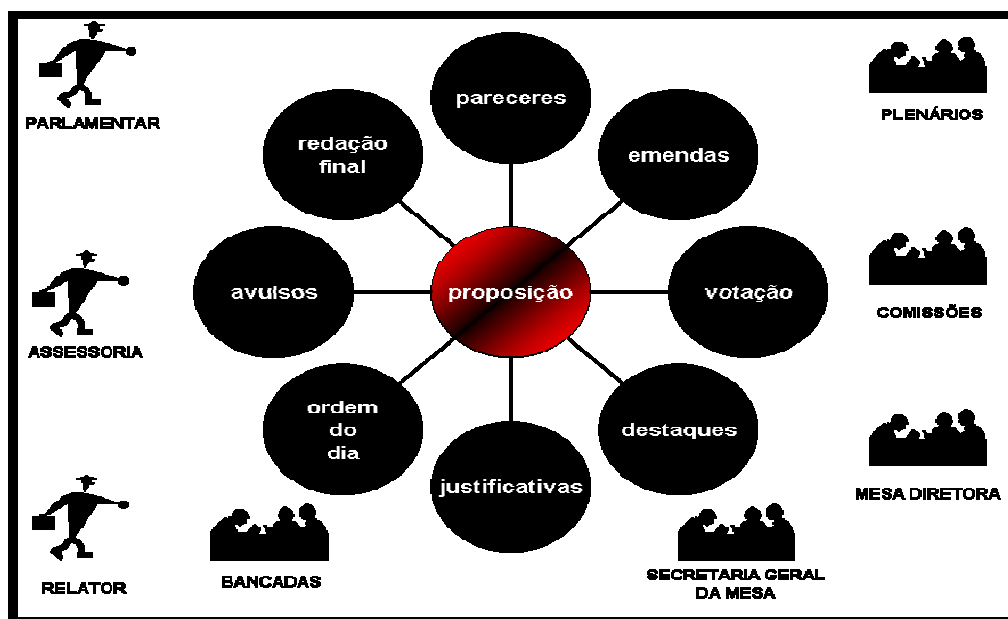 PARLAMENTAR
ASSESSORIA
RELATOR
pareceres
redação
final
emendas
avulsos
proposição
votação
ordem
do
dia
destaques
justificativas
BANCADAS
SECRETARIA GERAL
DA MESA
PLENÁRIOS
COMISSÕES
MESA DIRETORA